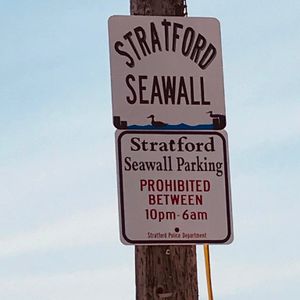 STRATFORD
SEAWALL
Stratford
Seawall Parking
PROHIBITED
BETWEEN
10pm-6am
Stratford Police Department